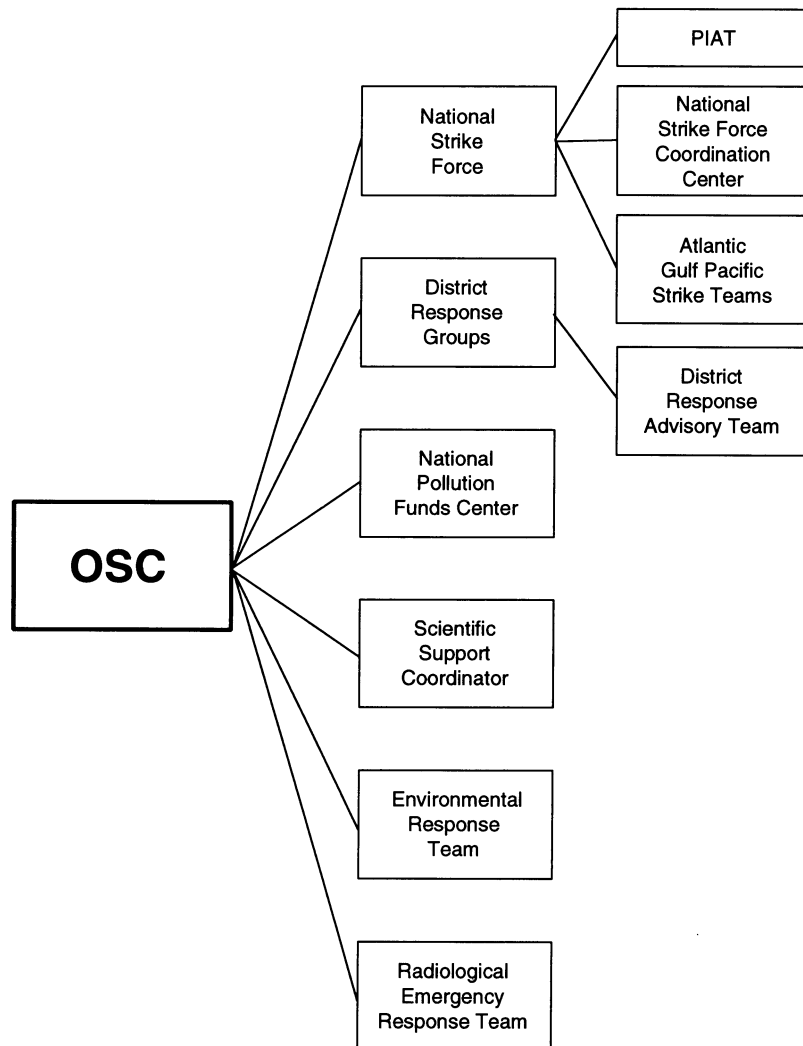 PIAT
National
Strike Force
Coordination
Center
National
Strike
Force
Atlantic
Gulf Pacific
Strike Teams
District
Response
Groups
District
Response
Advisory Team
National
Pollution
Funds Center
OSC
Scientific
Support
Coordinator
Environmental
Response
Team
Radiological
Emergency
Response Team